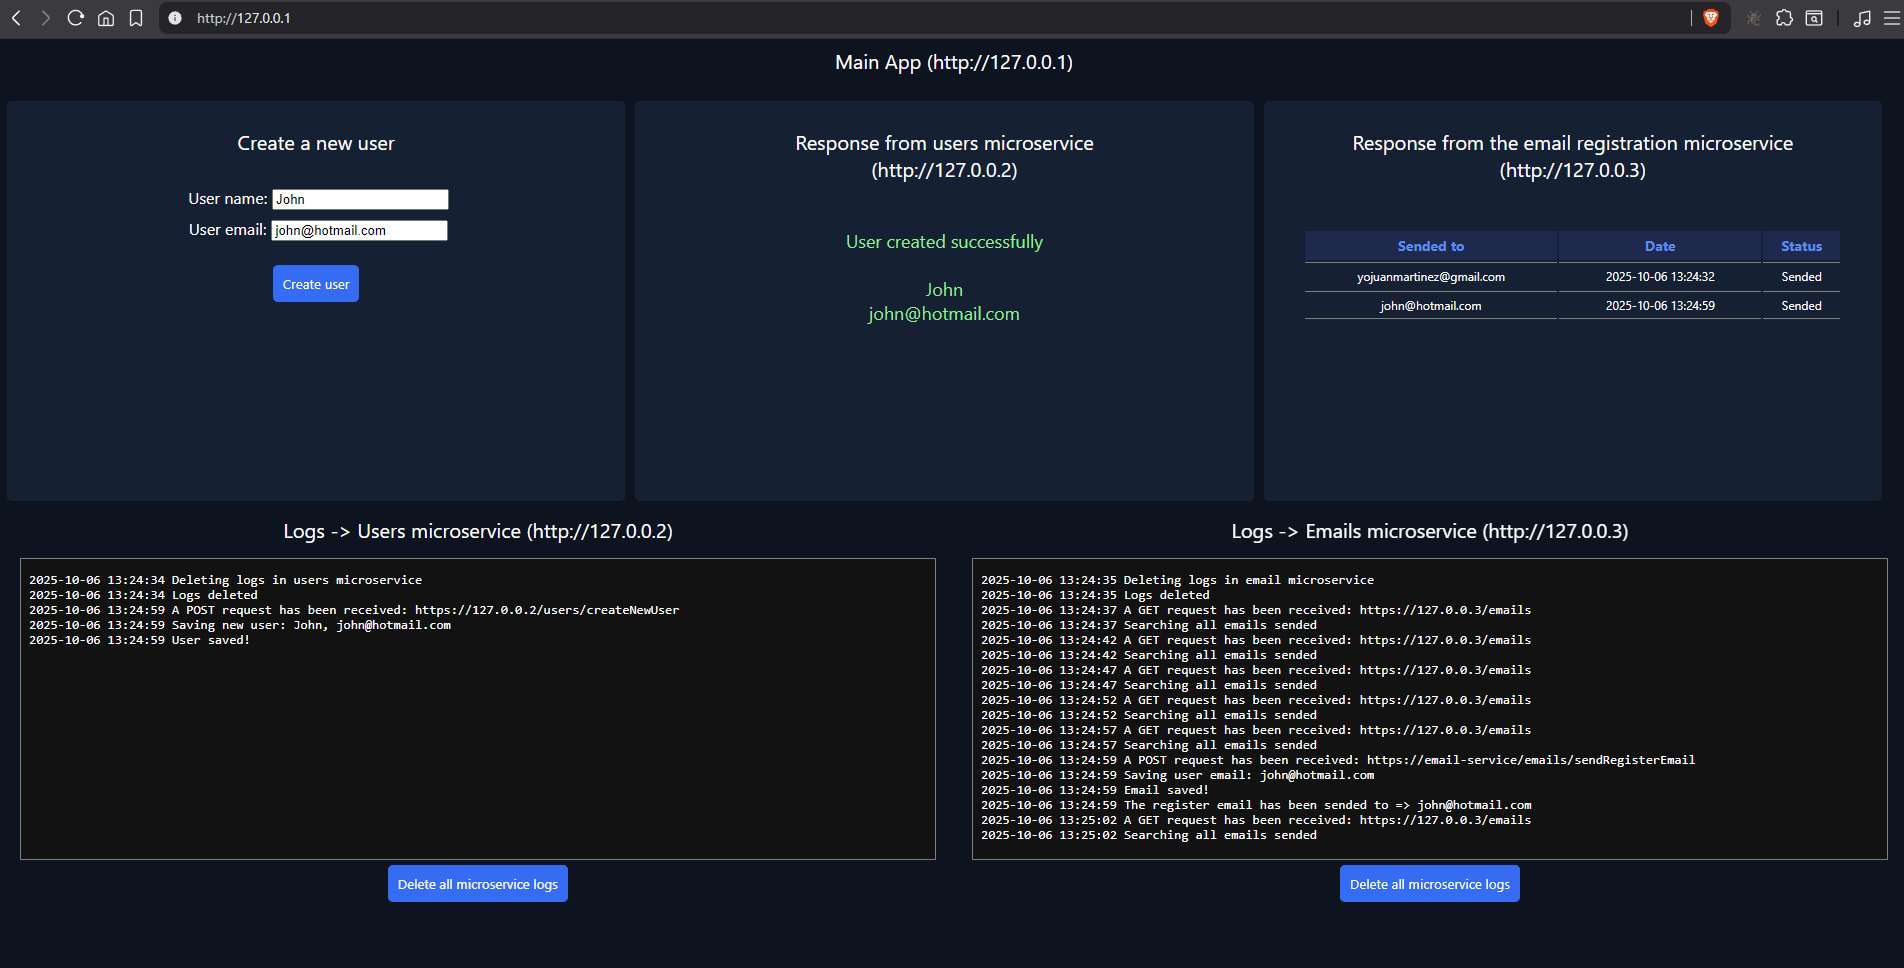 http://127.0.0.1
Main App (http://127.0.0.1)
Create a new user
User name: John
User email: john@hotmail.com
Create user
Response from users microservice
(http://127.0.0.2)
User created successfully
John
john@hotmail.com
Response from the email registration microservice
(http://127.0.0.3)
Sended to Date Status
yojuanmartinez@gmail.com 2025-10-06 13:24:32 Sended
john@hotmail.com 2025-10-06 13:24:59 Sended
Logs -> Users microservice (http://127.0.0.2)
2025-10-06 13:24:34 Deleting logs in users microservice
2025-10-06 13:24:34 Logs deleted
2025-10-06 13:24:59 A POST request has been received: https://127.0.0.2/users/createNewUser
2025-10-06 13:24:59 Saving new user: John, john@hotmail.com
2025-10-06 13:24:59 User saved!
Delete all microservice logs
Logs -> Emails microservice (http://127.0.0.3)
2025-10-06 13:24:35 Deleting logs in email microservice
2025-10-06 13:24:35 Logs deleted
2025-10-06 13:24:37 A GET request has been received: https://127.0.0.3/emails
2025-10-06 13:24:37 Searching all emails sended
2025-10-06 13:24:42 A GET request has been received: https://127.0.0.3/emails
2025-10-06 13:24:42 Searching all emails sended
2025-10-06 13:24:47 A GET request has been received: https://127.0.0.3/emails
2025-10-06 13:24:47 Searching all emails sended
2025-10-06 13:24:52 A GET request has been received: https://127.0.0.3/emails
2025-10-06 13:24:52 Searching all emails sended
2025-10-06 13:24:57 A GET request has been received: https://127.0.0.3/emails
2025-10-06 13:24:57 Searching all emails sended
2025-10-06 13:24:59 A POST request has been received: https://email-service/emails/sendRegisterEmail
2025-10-06 13:24:59 Saving user email: john@hotmail.com
2025-10-06 13:24:59 Email saved!
2025-10-06 13:24:59 The register email has been sended to => john@hotmail.com
2025-10-06 13:25:02 A GET request has been received: https://127.0.0.3/emails
2025-10-06 13:25:02 Searching all emails sended
Delete all microservice logs